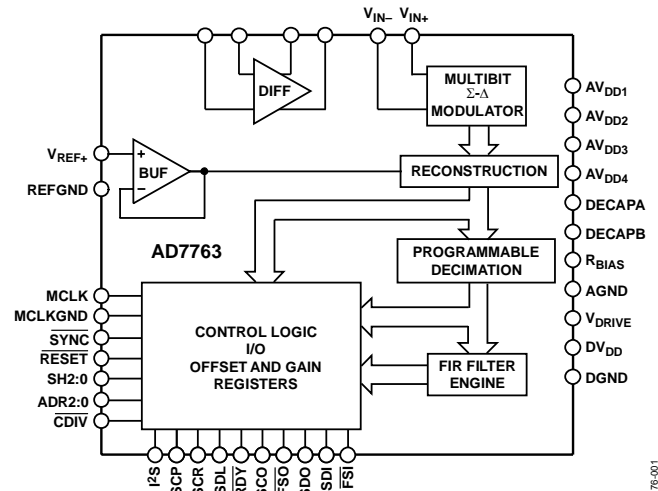 VIN– VIN+
DIFF
MULTIBIT
Σ-Δ
MODULATOR
AVDD1
AVDD2
AVDD3
AVDD4
DECAPA
DECAPB
RBIAS
AGND
VDRIVE
DVDD
DGND
VREF+
REFGND
+
BUF
–
RECONSTRUCTION
AD7763
PROGRAMMABLE
DECIMATION
MCLK
MCLKGND
SYNC
RESET
SH2:0
ADR2:0
CDIV
CONTROL LOGIC
I/O
OFFSET AND GAIN
REGISTERS
FIR FILTER
ENGINE
I2S
SCP
SCR
SDL
RDY
SCO
FSO
SDO
SDI
FSI
76-001